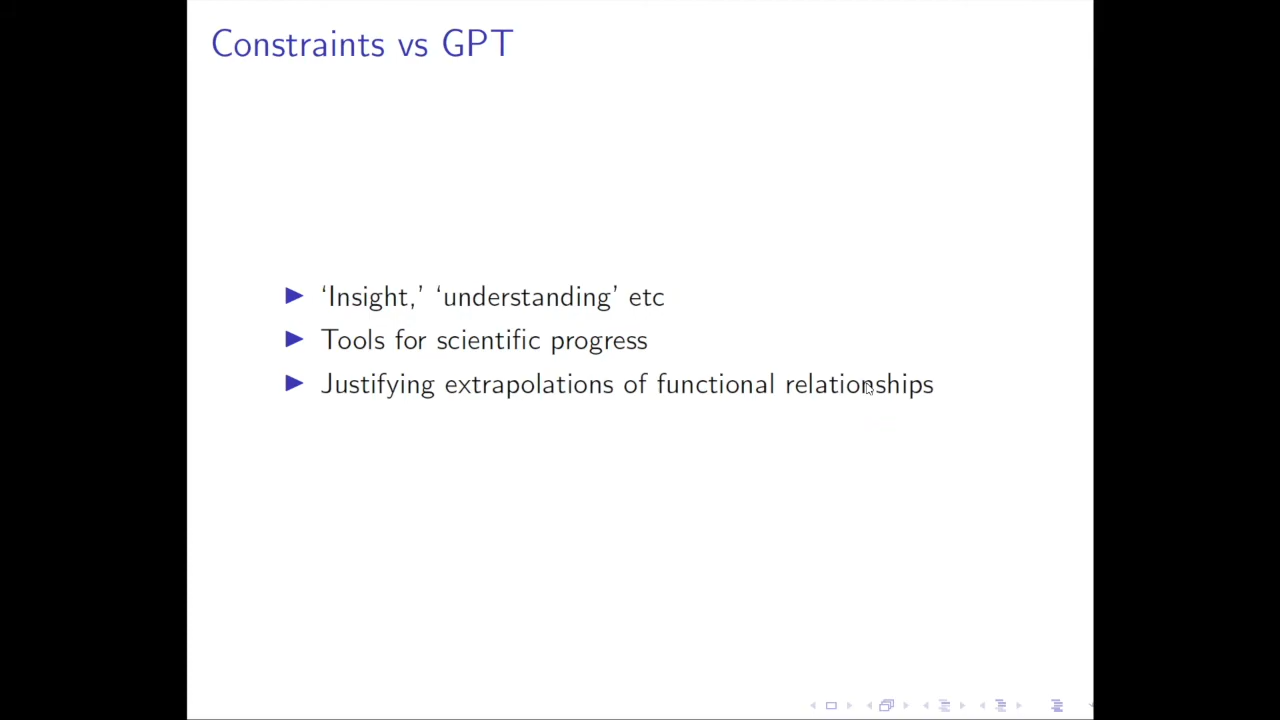 Constraints vs GPT
‘Insight,’ ‘understanding’ etc
Tools for scientific progress
Justifying extrapolations of functional relationships